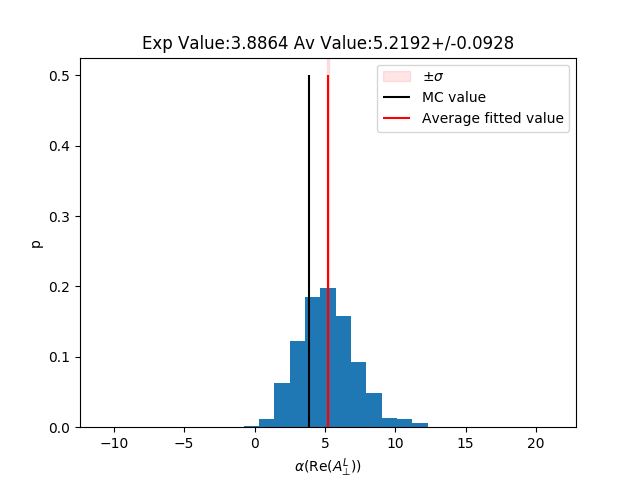 Exp Value:3.8864 Av Value:5.2192+/-0.0928
±σ
MC value
Average fitted value
p
0.5
0.4
0.3
0.2
0.1
0.0
−10 −5 0 5 10 15 20
α(Re(A⊥ᴸ))